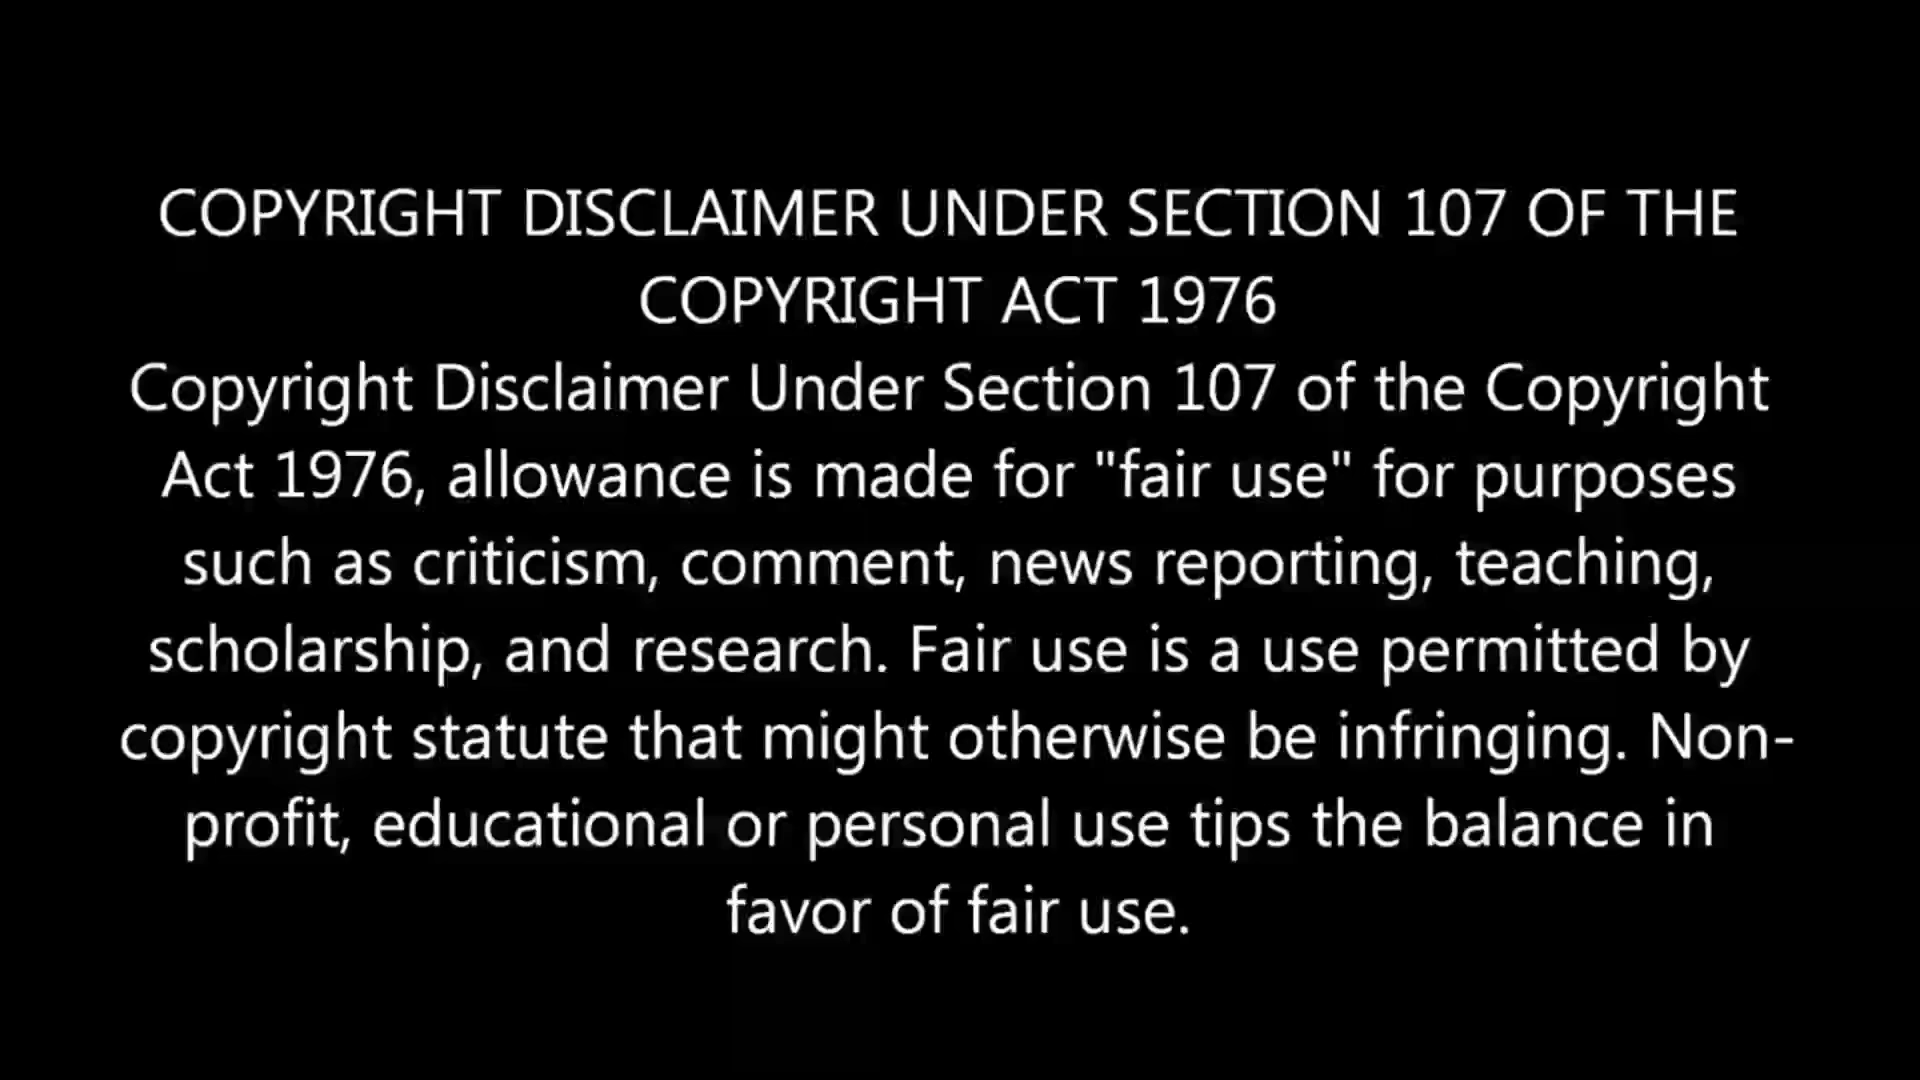 COPYRIGHT DISCLAIMER UNDER SECTION 107 OF THE
COPYRIGHT ACT 1976
Copyright Disclaimer Under Section 107 of the Copyright
Act 1976, allowance is made for "fair use" for purposes
such as criticism, comment, news reporting, teaching,
scholarship, and research. Fair use is a use permitted by
copyright statute that might otherwise be infringing. Non-
profit, educational or personal use tips the balance in
favor of fair use.